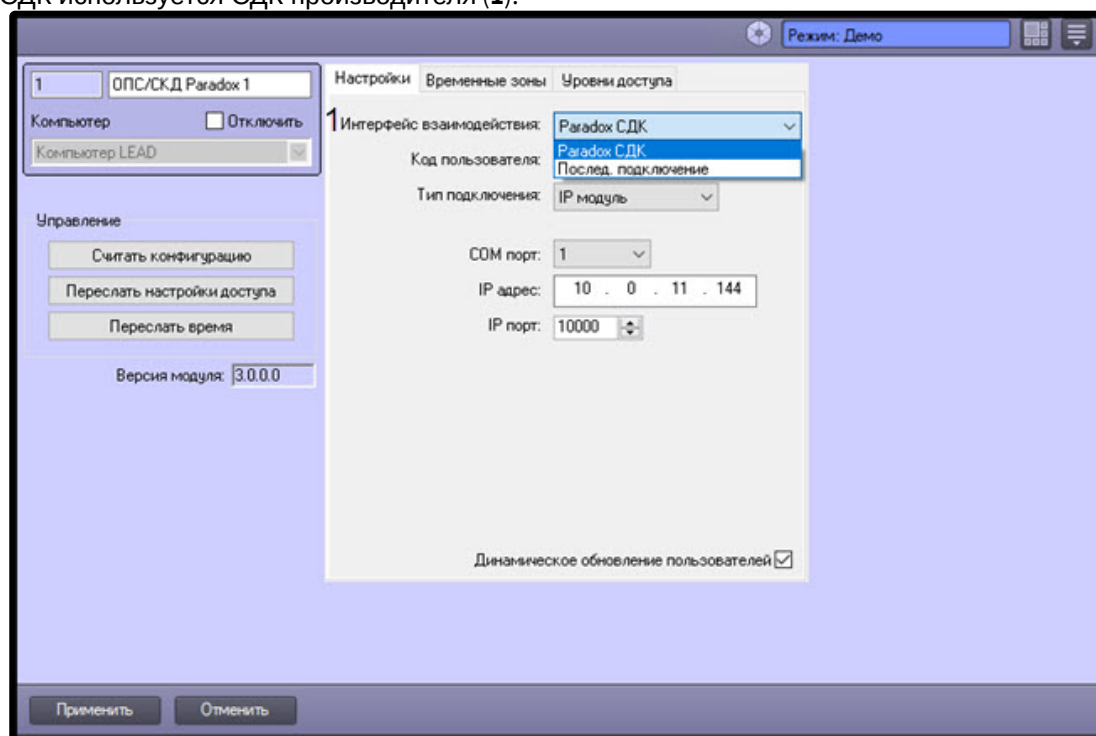 СДК используется СДК производителя (1).
Режим: Демо
1 ОПС/СКД Paradox 1
Компьютер Отключить
Компьютер LEAD
Управление
Считать конфигурацию
Переслать настройки доступа
Переслать время
Версия модуля: 3.0.0.0
Настройки Временные зоны Уровни доступа
1 Интерфейс взаимодействия: Paradox СДК
Paradox СДК
Код пользователя:
Послед. подключение
Тип подключения: IP модуль
COM порт: 1
IP адрес: 10 . 0 . 11 . 144
IP порт: 10000
Динамическое обновление пользователей
Применить Отменить